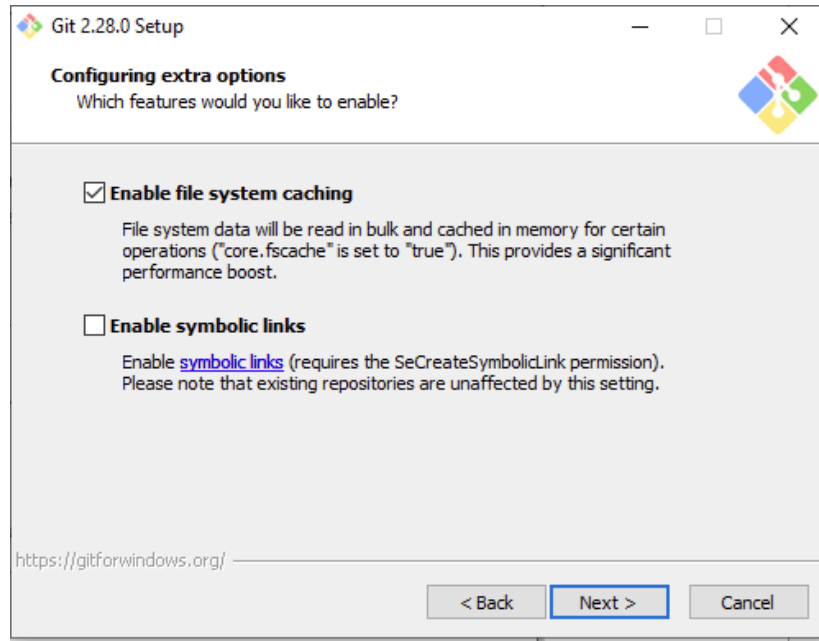 Git 2.28.0 Setup
Configuring extra options
Which features would you like to enable?
Enable file system caching
File system data will be read in bulk and cached in memory for certain
operations ("core.fscache" is set to "true"). This provides a significant
performance boost.
Enable symbolic links
Enable symbolic links (requires the SeCreateSymbolicLink permission).
Please note that existing repositories are unaffected by this setting.
https://gitforwindows.org/
< Back Next > Cancel